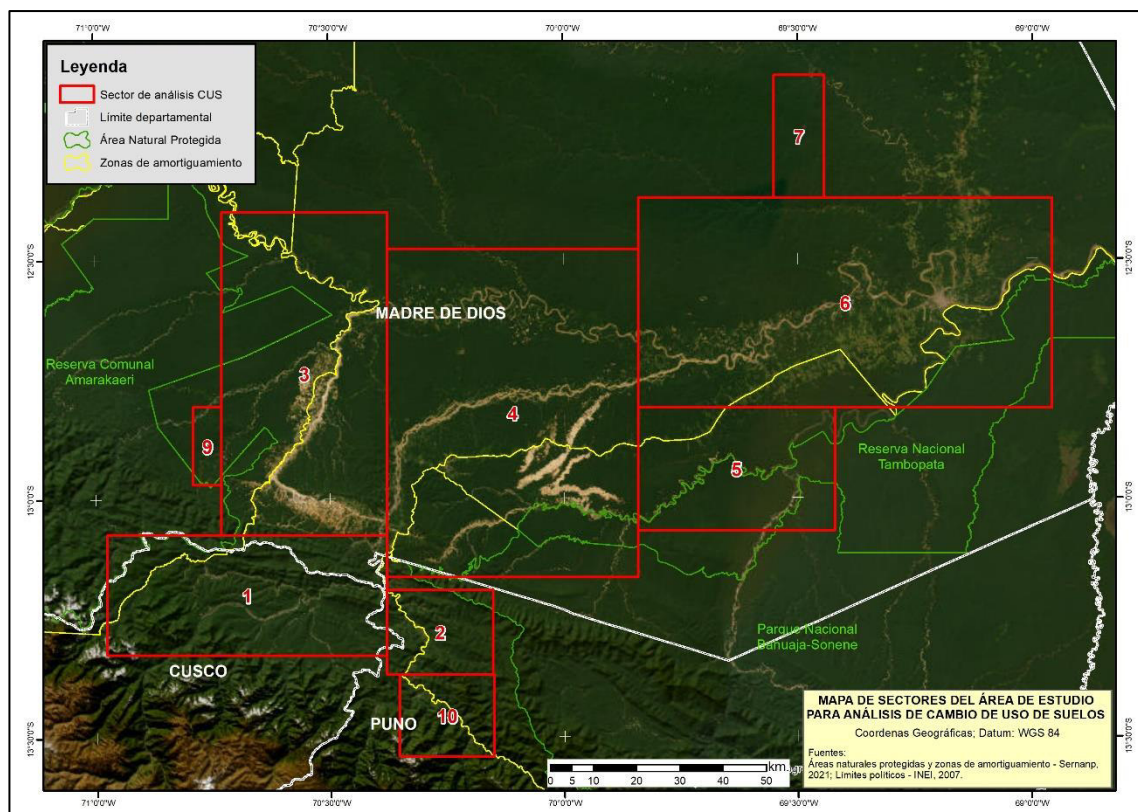 71°0'0"W
70°30'0"W
70°0'0"W
69°30'0"W
69°0'0"W
Leyenda
Sector de análisis CUS
Límite departamental
Área Natural Protegida
Zonas de amortiguamiento
7
12°30'0"S
12°30'0"S
6
MADRE DE DIOS
Reserva Comunal
Amarakaeri
3
4
9
5
Reserva Nacional
Tambopata
13°0'0"S
13°0'0"S
1
2
Parque Nacional
Bahuaja-Sonene
CUSCO
PUNO
10
MAPA DE SECTORES DEL ÁREA DE ESTUDIO
PARA ANÁLISIS DE CAMBIO DE USO DE SUELOS
Coordenas Geográficas; Datum: WGS 84
Fuentes:
Áreas naturales protegidas y zonas de amortiguamiento - Sernanp,
2021; Límites políticos - INEI, 2007.
13°30'0"S
13°30'0"S
km.
0 5 10 20 30 40 50
71°0'0"W
70°30'0"W
70°0'0"W
69°30'0"W
69°0'0"W